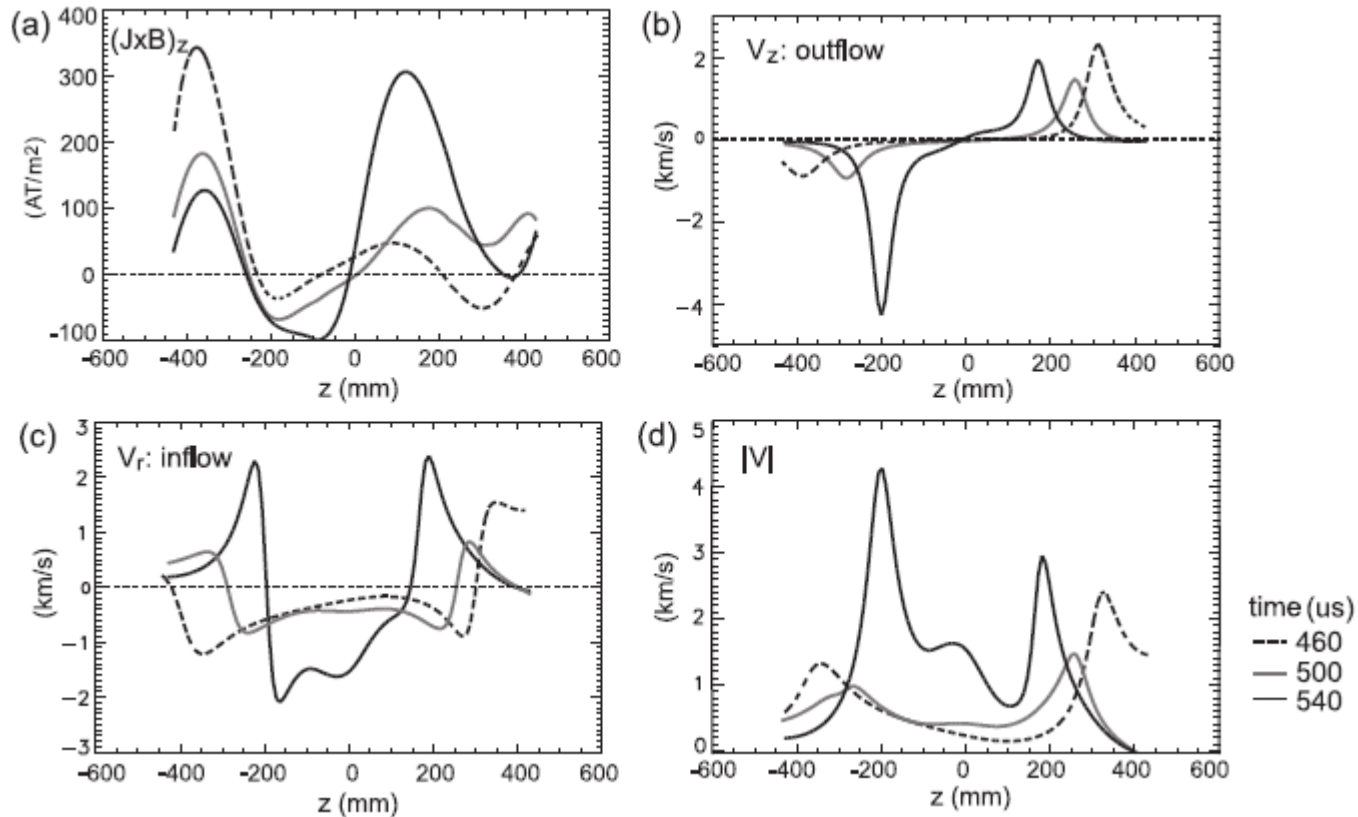 (a)
(JxB)z
(AT/m²)
400
300
200
100
0
-100
-600 -400 -200 0 200 400 600
z (mm)
(b)
Vz: outflow
(km/s)
2
0
-2
-4
-600 -400 -200 0 200 400 600
z (mm)
(c)
Vr: inflow
(km/s)
3
2
1
0
-1
-2
-3
-600 -400 -200 0 200 400 600
z (mm)
(d)
|V|
(km/s)
5
4
3
2
1
0
-600 -400 -200 0 200 400 600
z (mm)
time (us)
460
500
540